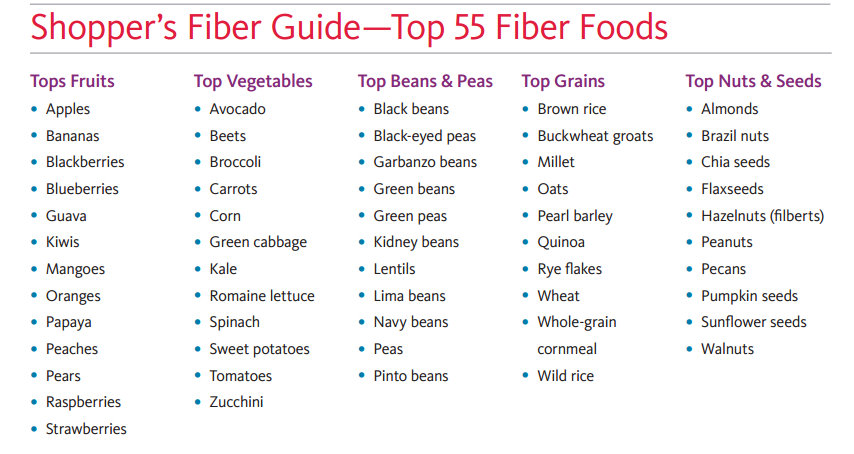 Shopper's Fiber Guide—Top 55 Fiber Foods
Tops Fruits
• Apples
• Bananas
• Blackberries
• Blueberries
• Guava
• Kiwis
• Mangoes
• Oranges
• Papaya
• Peaches
• Pears
• Raspberries
• Strawberries
Top Vegetables
• Avocado
• Beets
• Broccoli
• Carrots
• Corn
• Green cabbage
• Kale
• Romaine lettuce
• Spinach
• Sweet potatoes
• Tomatoes
• Zucchini
Top Beans & Peas
• Black beans
• Black-eyed peas
• Garbanzo beans
• Green beans
• Green peas
• Kidney beans
• Lentils
• Lima beans
• Navy beans
• Peas
• Pinto beans
Top Grains
• Brown rice
• Buckwheat groats
• Millet
• Oats
• Pearl barley
• Quinoa
• Rye flakes
• Wheat
• Whole-grain
cornmeal
• Wild rice
Top Nuts & Seeds
• Almonds
• Brazil nuts
• Chia seeds
• Flaxseeds
• Hazelnuts (filberts)
• Peanuts
• Pecans
• Pumpkin seeds
• Sunflower seeds
• Walnuts